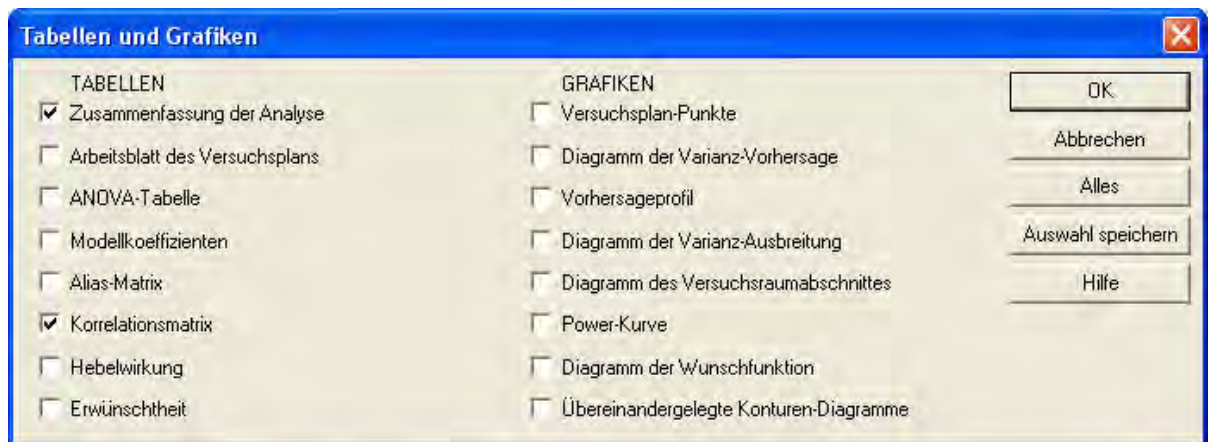 Tabellen und Grafiken
TABELLEN
Zusammenfassung der Analyse
Arbeitsblatt des Versuchsplans
ANOVA-Tabelle
Modellkoeffizienten
Alias-Matrix
Korrelationsmatrix
Hebelwirkung
Erwünschtheit
GRAFIKEN
Versuchsplan-Punkte
Diagramm der Varianz-Vorhersage
Vorhersageprofil
Diagramm der Varianz-Ausbreitung
Diagramm des Versuchsraumabschnittes
Power-Kurve
Diagramm der Wunschfunktion
Übereinandergelegte Konturen-Diagramme
OK
Abbrechen
Alles
Auswahl speichern
Hilfe